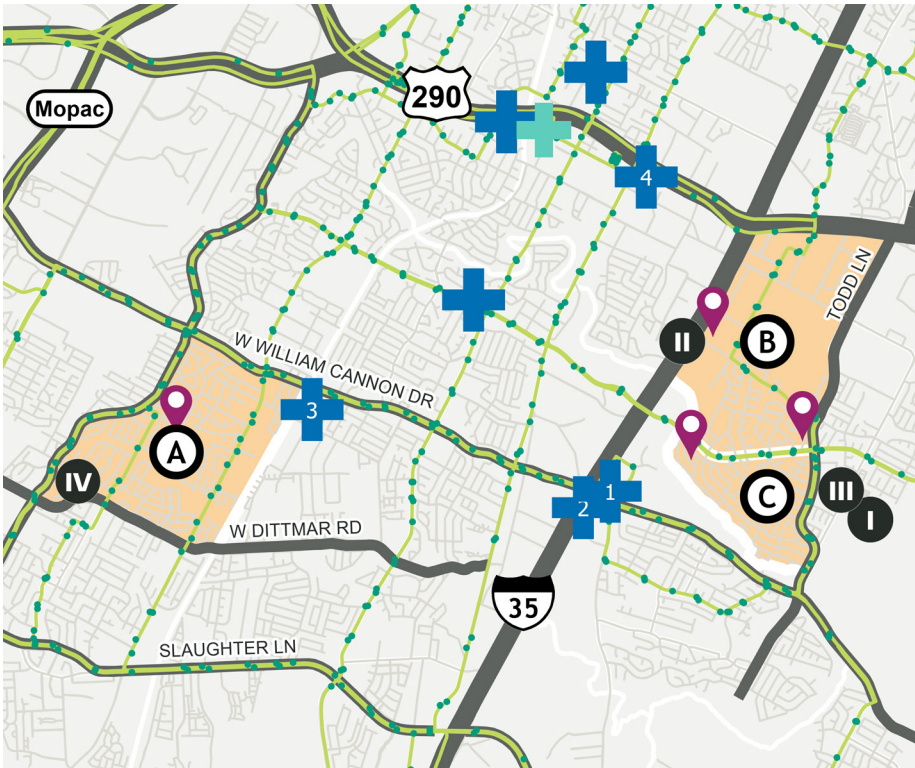 290
Mopac
4
TODD LN
II
B
W WILLIAM CANNON DR
3
A
IV
1
2
C
III
I
W DITTMAR RD
35
SLAUGHTER LN